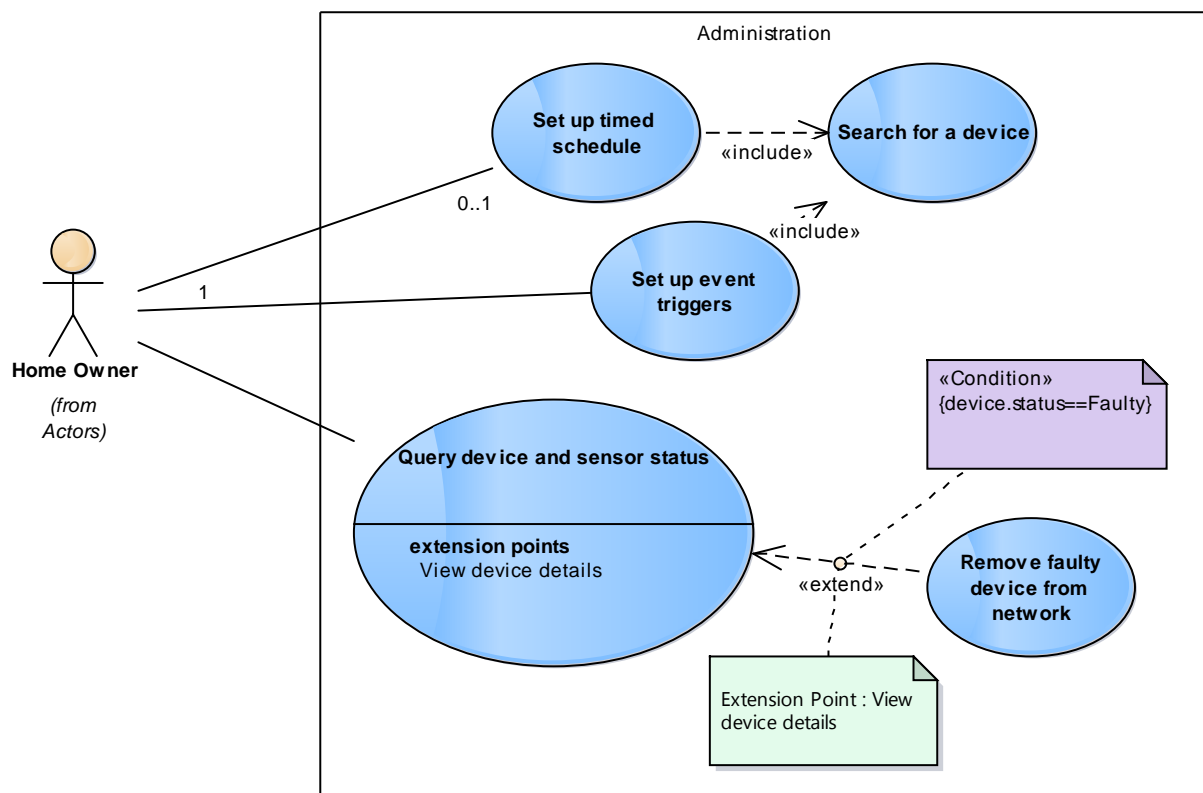 Administration
Set up timed
schedule
Search for a device
«include»
0..1
«include»
Set up event
triggers
1
Home Owner
(from
Actors)
«Condition»
{device.status==Faulty}
Query device and sensor status
extension points
View device details
«extend»
Remove faulty
device from
network
Extension Point : View
device details